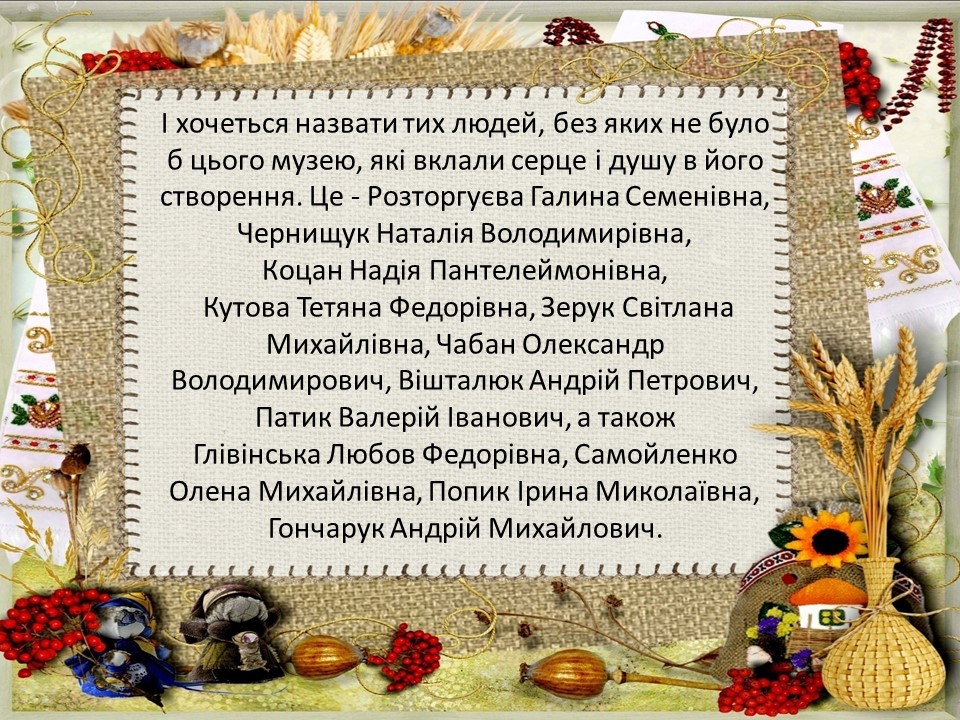 І хочеться назвати тих людей, без яких не було
б цього музею, які вклали серце і душу в його
створення. Це - Розторгуєва Галина Семенівна,
Чернищук Наталія Володимирівна,
Коцан Надія Пантелеймонівна,
Кутова Тетяна Федорівна, Зерук Світлана
Михайлівна, Чабан Олександр
Володимирович, Вішталюк Андрій Петрович,
Патик Валерій Іванович, а також
Глівінська Любов Федорівна, Самойленко
Олена Михайлівна, Попик Ірина Миколаївна,
Гончарук Андрій Михайлович.